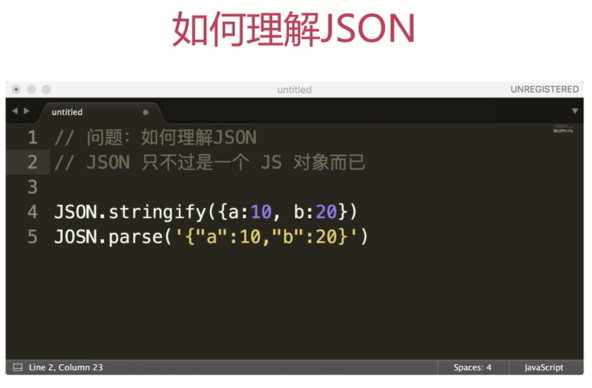 如何理解JSON
untitled
UNREGISTERED
untitled
1 // 问题：如何理解JSON
2 // JSON 只不过是一个 JS 对象而已
3
4 JSON.stringify({a:10, b:20})
5 JOSN.parse('{"a":10,"b":20}')
Line 2, Column 23
Spaces: 4
JavaScript